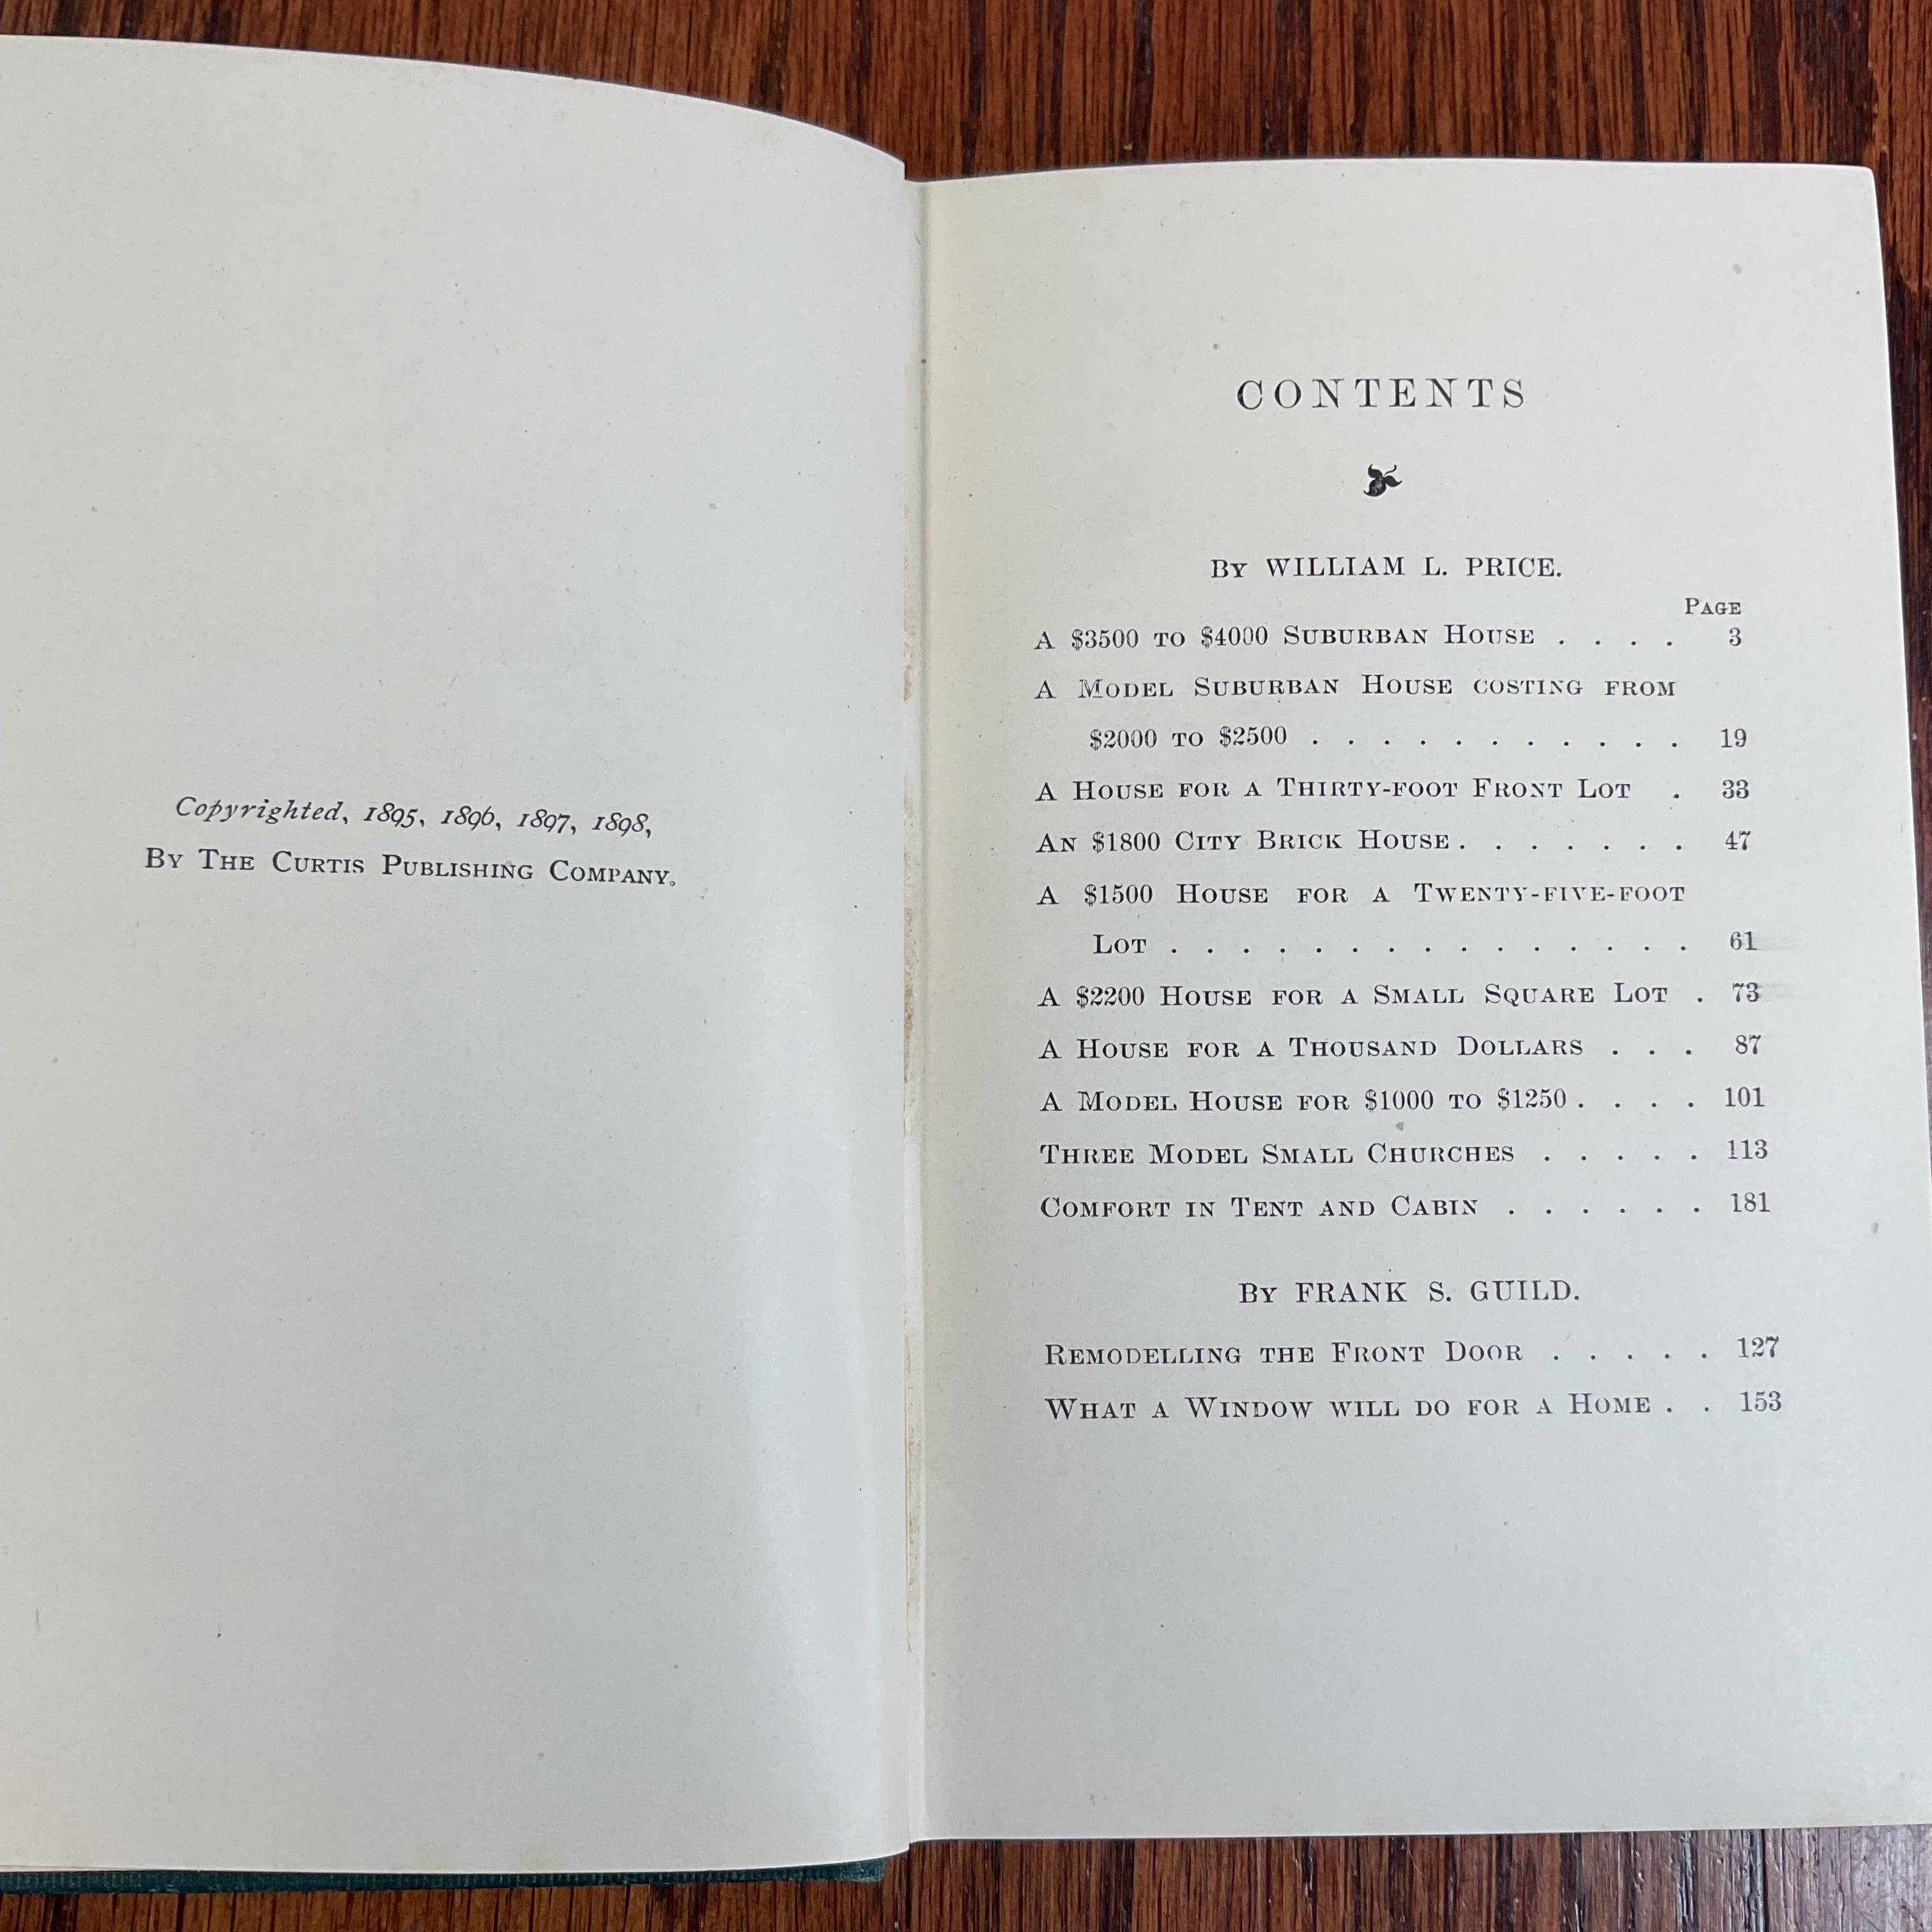 Copyrighted, 1895, 1896, 1897, 1898,
By The Curtis Publishing Company.
CONTENTS
By WILLIAM L. PRICE.
Page
A $3500 to $4000 Suburban House . . . . 3
A Model Suburban House costing from
$2000 to $2500 . . . . . . . . . . . 19
A House for a Thirty-foot Front Lot . 33
An $1800 City Brick House . . . . . . . 47
A $1500 House for a Twenty-five-foot
Lot . . . . . . . . . . . . . . . 61
A $2200 House for a Small Square Lot . 73
A House for a Thousand Dollars . . . 87
A Model House for $1000 to $1250 . . . . 101
Three Model Small Churches . . . . . 113
Comfort in Tent and Cabin . . . . . . 181
By FRANK S. GUILD.
Remodelling the Front Door . . . . . 127
What a Window will do for a Home . . 153